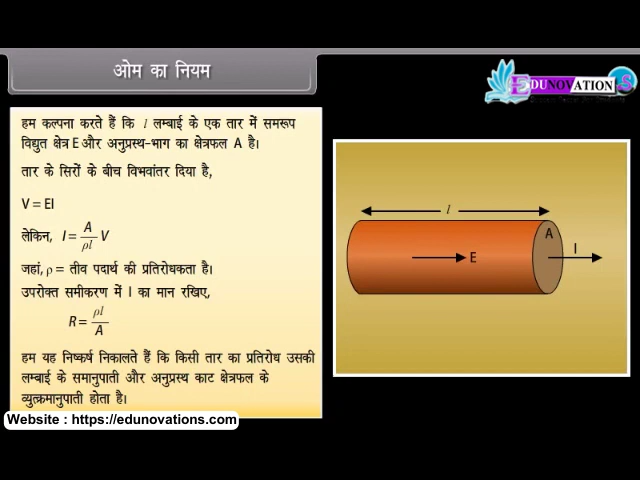 ओम का नियम
EDUNOVATIONS
हम कल्पना करते हैं कि l लम्बाई के एक तार में समरूप
विद्युत क्षेत्र E और अनुप्रस्थ-भाग का क्षेत्रफल A है।
तार के सिरों के बीच विभवांतर दिया है,
V = El
लेकिन, I = A/ρl V
जहां, ρ = तीव पदार्थ की प्रतिरोधकता है।
उपरोक्त समीकरण में I का मान रखिए,
R = ρl/A
हम यह निष्कर्ष निकालते हैं कि किसी तार का प्रतिरोध उसकी
लम्बाई के समानुपाती और अनुप्रस्थ काट क्षेत्रफल के
व्युत्क्रमानुपाती होता है।
l
A
I
E
Website : https://edunovations.com